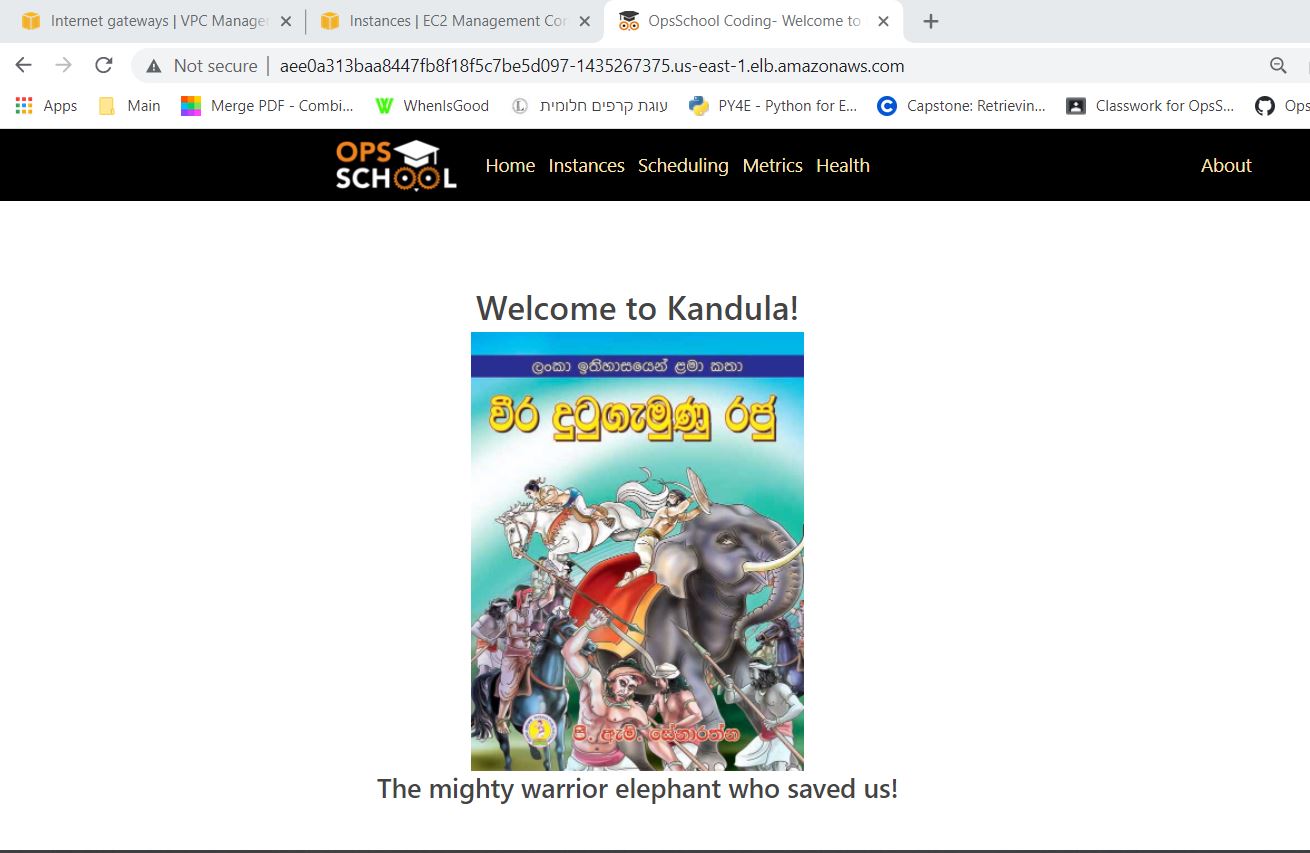 Internet gateways | VPC Manage
Instances | EC2 Management Con
OpsSchool Coding- Welcome to
Not secure | aee0a313baa8447fb8f18f5c7be5d097-1435267375.us-east-1.elb.amazonaws.com
Apps Main Merge PDF - Combi... WhenIsGood עוגת קרפים חלומית PY4E - Python for E... Capstone: Retrievin... Classwork for OpsS... Ops
OPS SCHOOL
Home Instances Scheduling Metrics Health About
Welcome to Kandula!
ලංකා ඉතිහාසයෙන් ළමා කතා
වීර දුටුගැමුණු රජු
පී. ඇම්. සේනාරත්න
The mighty warrior elephant who saved us!